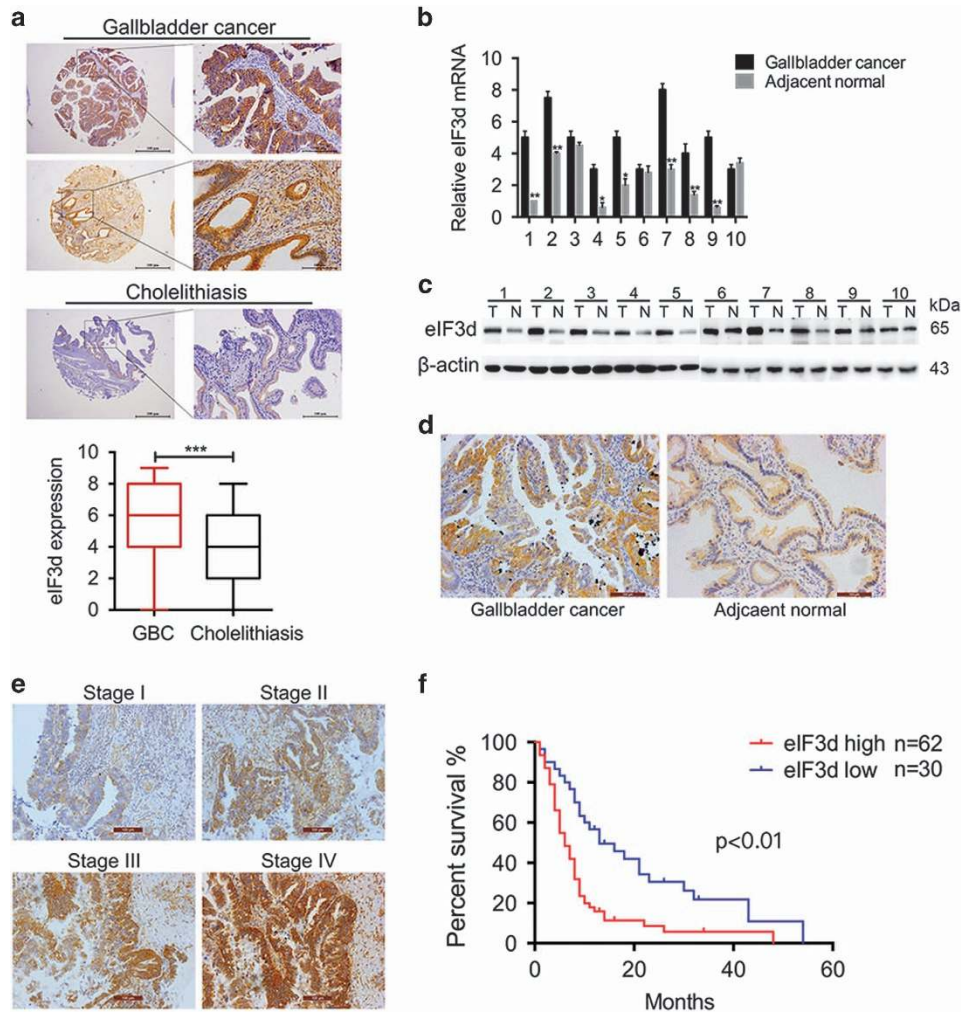 a
Gallbladder cancer
Cholelithiasis
10
8
6
4
2
0
eIF3d expression
***
GBC Cholelithiasis
b
Relative eIF3d mRNA
10
8
6
4
2
0
Gallbladder cancer
Adjacent normal
** ** * * ** ** **
1 2 3 4 5 6 7 8 9 10
c
1 2 3 4 5 6 7 8 9 10
T N T N T N T N T N T N T N T N T N T N kDa
eIF3d 65
β-actin 43
d
Gallbladder cancer Adjcaent normal
e
Stage I Stage II
Stage III Stage IV
f
Percent survival %
100
80
60
40
20
0
eIF3d high n=62
eIF3d low n=30
p<0.01
0 20 40 60
Months